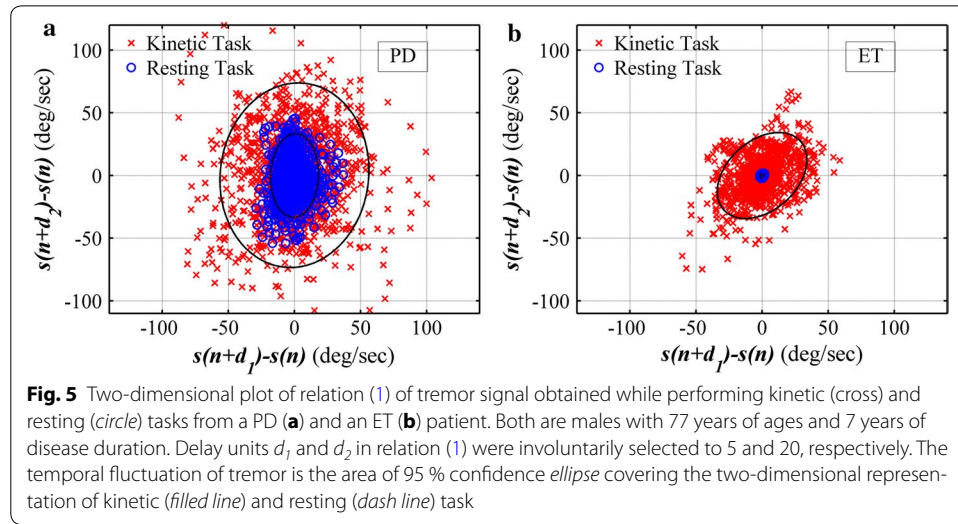 a
100
50
0
-50
-100
Kinetic Task
Resting Task
PD
s(n+d₂)-s(n) (deg/sec)
-100 -50 0 50 100
s(n+d₁)-s(n) (deg/sec)
b
100
50
0
-50
-100
Kinetic Task
Resting Task
ET
s(n+d₂)-s(n) (deg/sec)
-100 -50 0 50 100
s(n+d₁)-s(n) (deg/sec)
Fig. 5 Two-dimensional plot of relation (1) of tremor signal obtained while performing kinetic (cross) and
resting (circle) tasks from a PD (a) and an ET (b) patient. Both are males with 77 years of ages and 7 years of
disease duration. Delay units d₁ and d₂ in relation (1) were involuntarily selected to 5 and 20, respectively. The
temporal fluctuation of tremor is the area of 95 % confidence ellipse covering the two-dimensional represen-
tation of kinetic (filled line) and resting (dash line) task